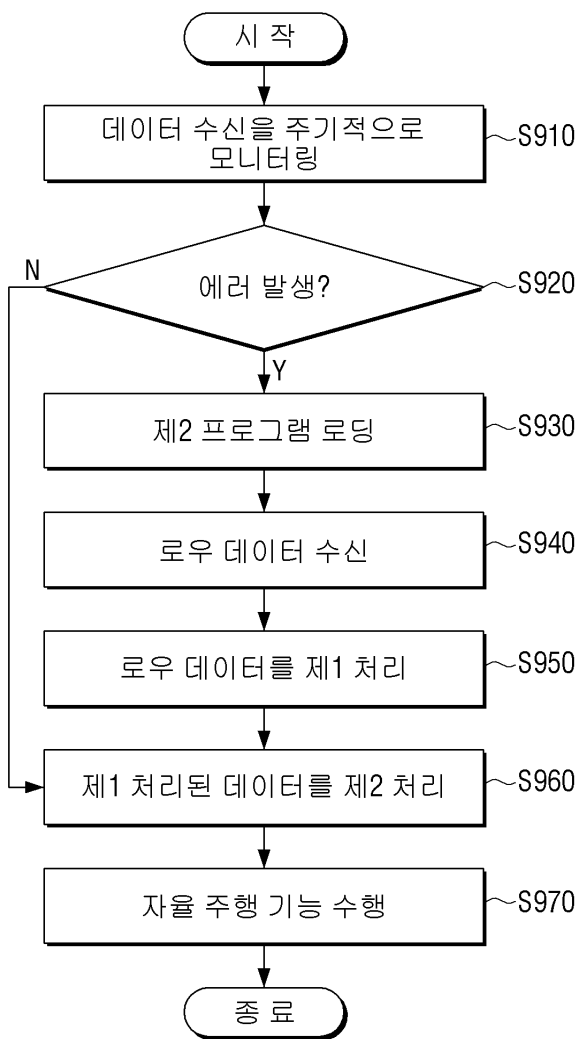 시 작
데이터 수신을 주기적으로
모니터링
S910
에러 발생?
S920
N
Y
제2 프로그램 로딩
S930
로우 데이터 수신
S940
로우 데이터를 제1 처리
S950
제1 처리된 데이터를 제2 처리
S960
자율 주행 기능 수행
S970
종 료